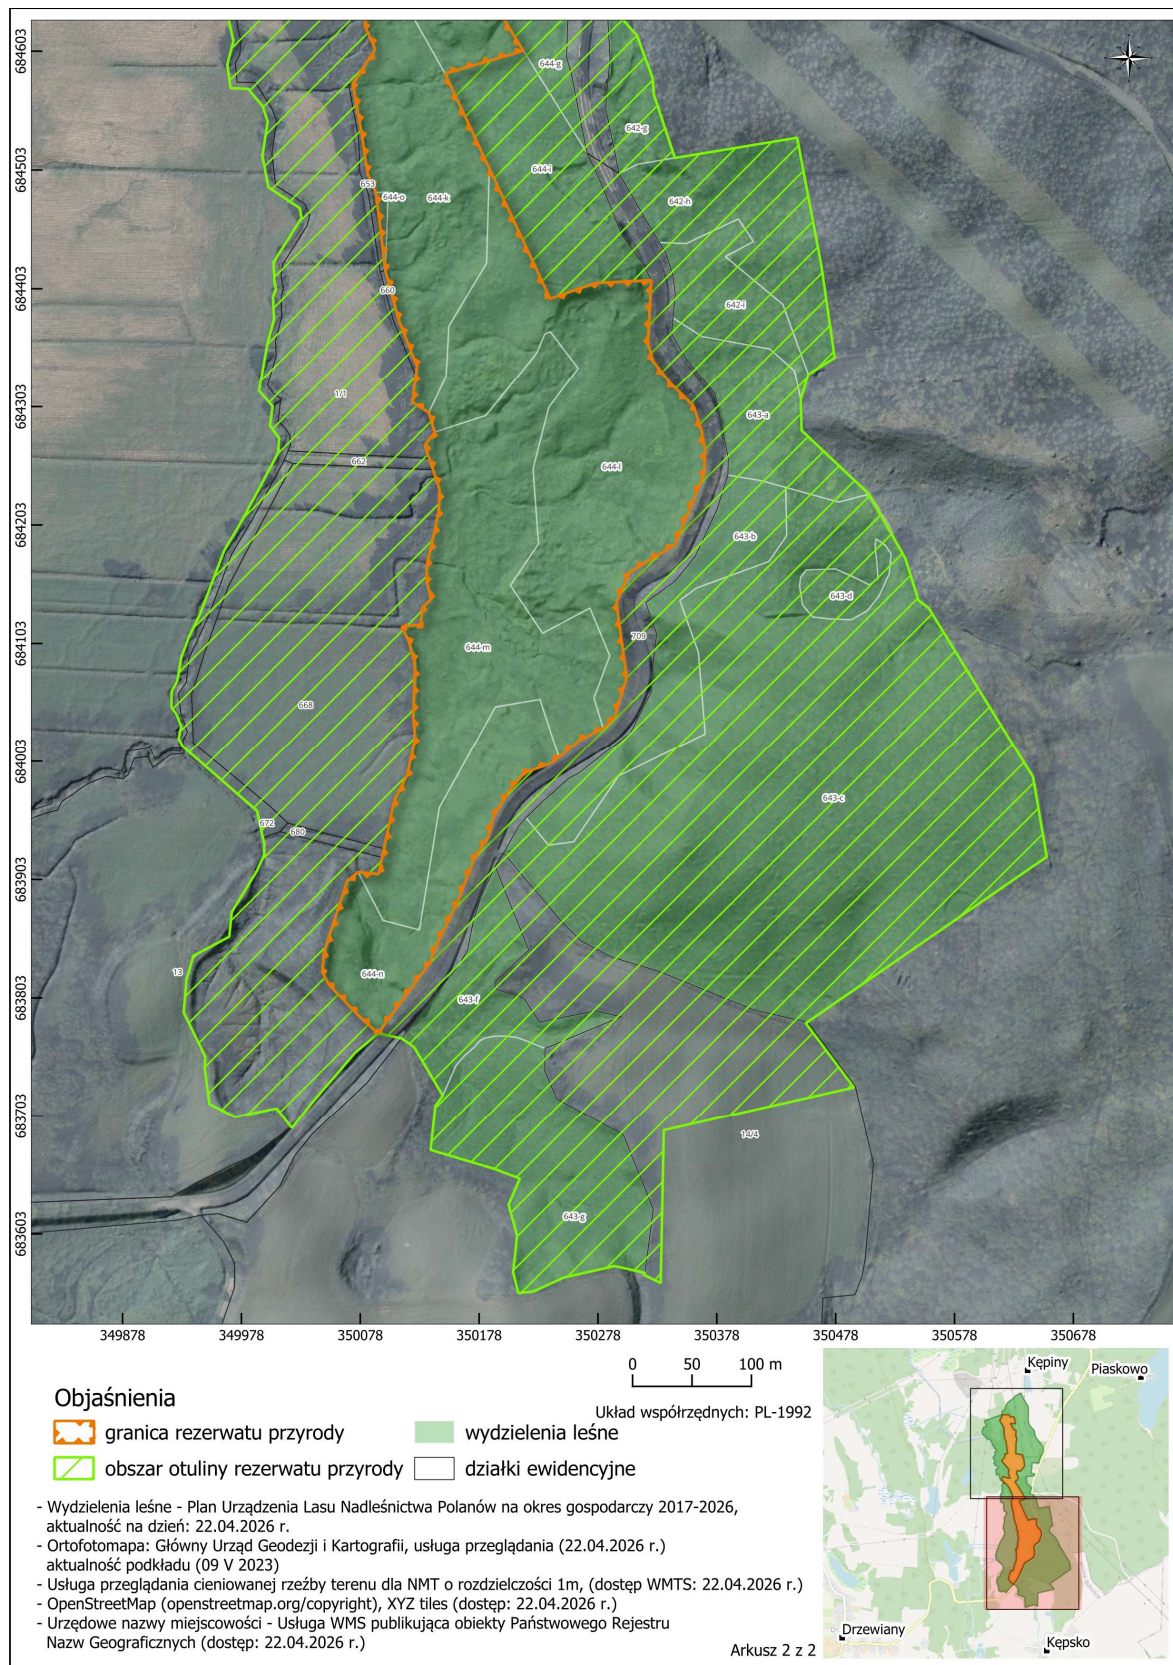 684603
684503
684403
684303
684203
684103
684003
683903
683803
683703
683603
644-g
642-g
644-i
653
644-o
644-k
642-h
660
642-i
1/1
643-a
662
644-l
643-b
643-d
709
644-m
668
643-c
672
680
13
644-n
643-f
14/4
643-g
349878
349978
350078
350178
350278
350378
350478
350578
350678
0
50
100 m
Układ współrzędnych: PL-1992
Objaśnienia
granica rezerwatu przyrody
wydzielenia leśne
obszar otuliny rezerwatu przyrody
działki ewidencyjne
- Wydzielenia leśne - Plan Urządzenia Lasu Nadleśnictwa Polanów na okres gospodarczy 2017-2026,
aktualność na dzień: 22.04.2026 r.
- Ortofotomapa: Główny Urząd Geodezji i Kartografii, usługa przeglądania (22.04.2026 r.)
aktualność podkładu (09 V 2023)
- Usługa przeglądania cieniowanej rzeźby terenu dla NMT o rozdzielczości 1m, (dostęp WMTS: 22.04.2026 r.)
- OpenStreetMap (openstreetmap.org/copyright), XYZ tiles (dostęp: 22.04.2026 r.)
- Urzędowe nazwy miejscowości - Usługa WMS publikująca obiekty Państwowego Rejestru
Nazw Geograficznych (dostęp: 22.04.2026 r.)
Arkusz 2 z 2
Kępiny
Piaskowo
Drzewiany
Kępsko